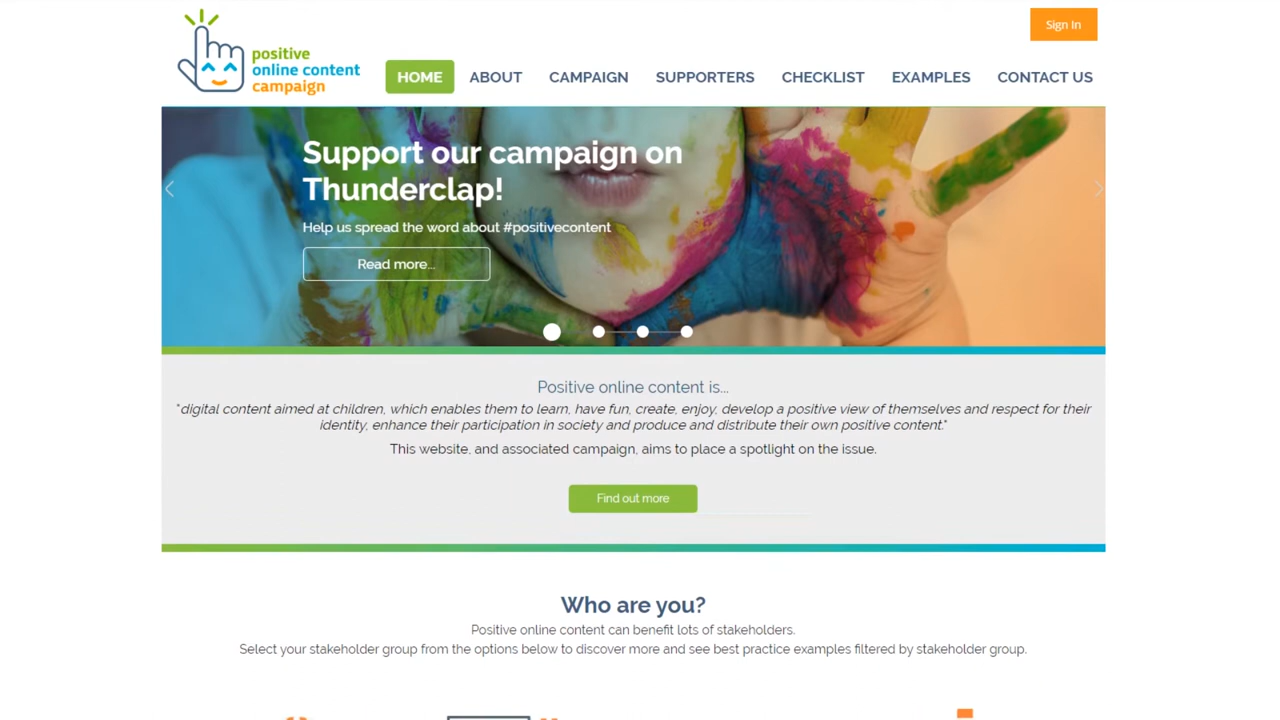 Sign In
positive
online content
campaign
HOME ABOUT CAMPAIGN SUPPORTERS CHECKLIST EXAMPLES CONTACT US
Support our campaign on
Thunderclap!
Help us spread the word about #positivecontent
Read more...
Positive online content is...
"digital content aimed at children, which enables them to learn, have fun, create, enjoy, develop a positive view of themselves and respect for their
identity, enhance their participation in society and produce and distribute their own positive content."
This website, and associated campaign, aims to place a spotlight on the issue.
Find out more
Who are you?
Positive online content can benefit lots of stakeholders.
Select your stakeholder group from the options below to discover more and see best practice examples filtered by stakeholder group.